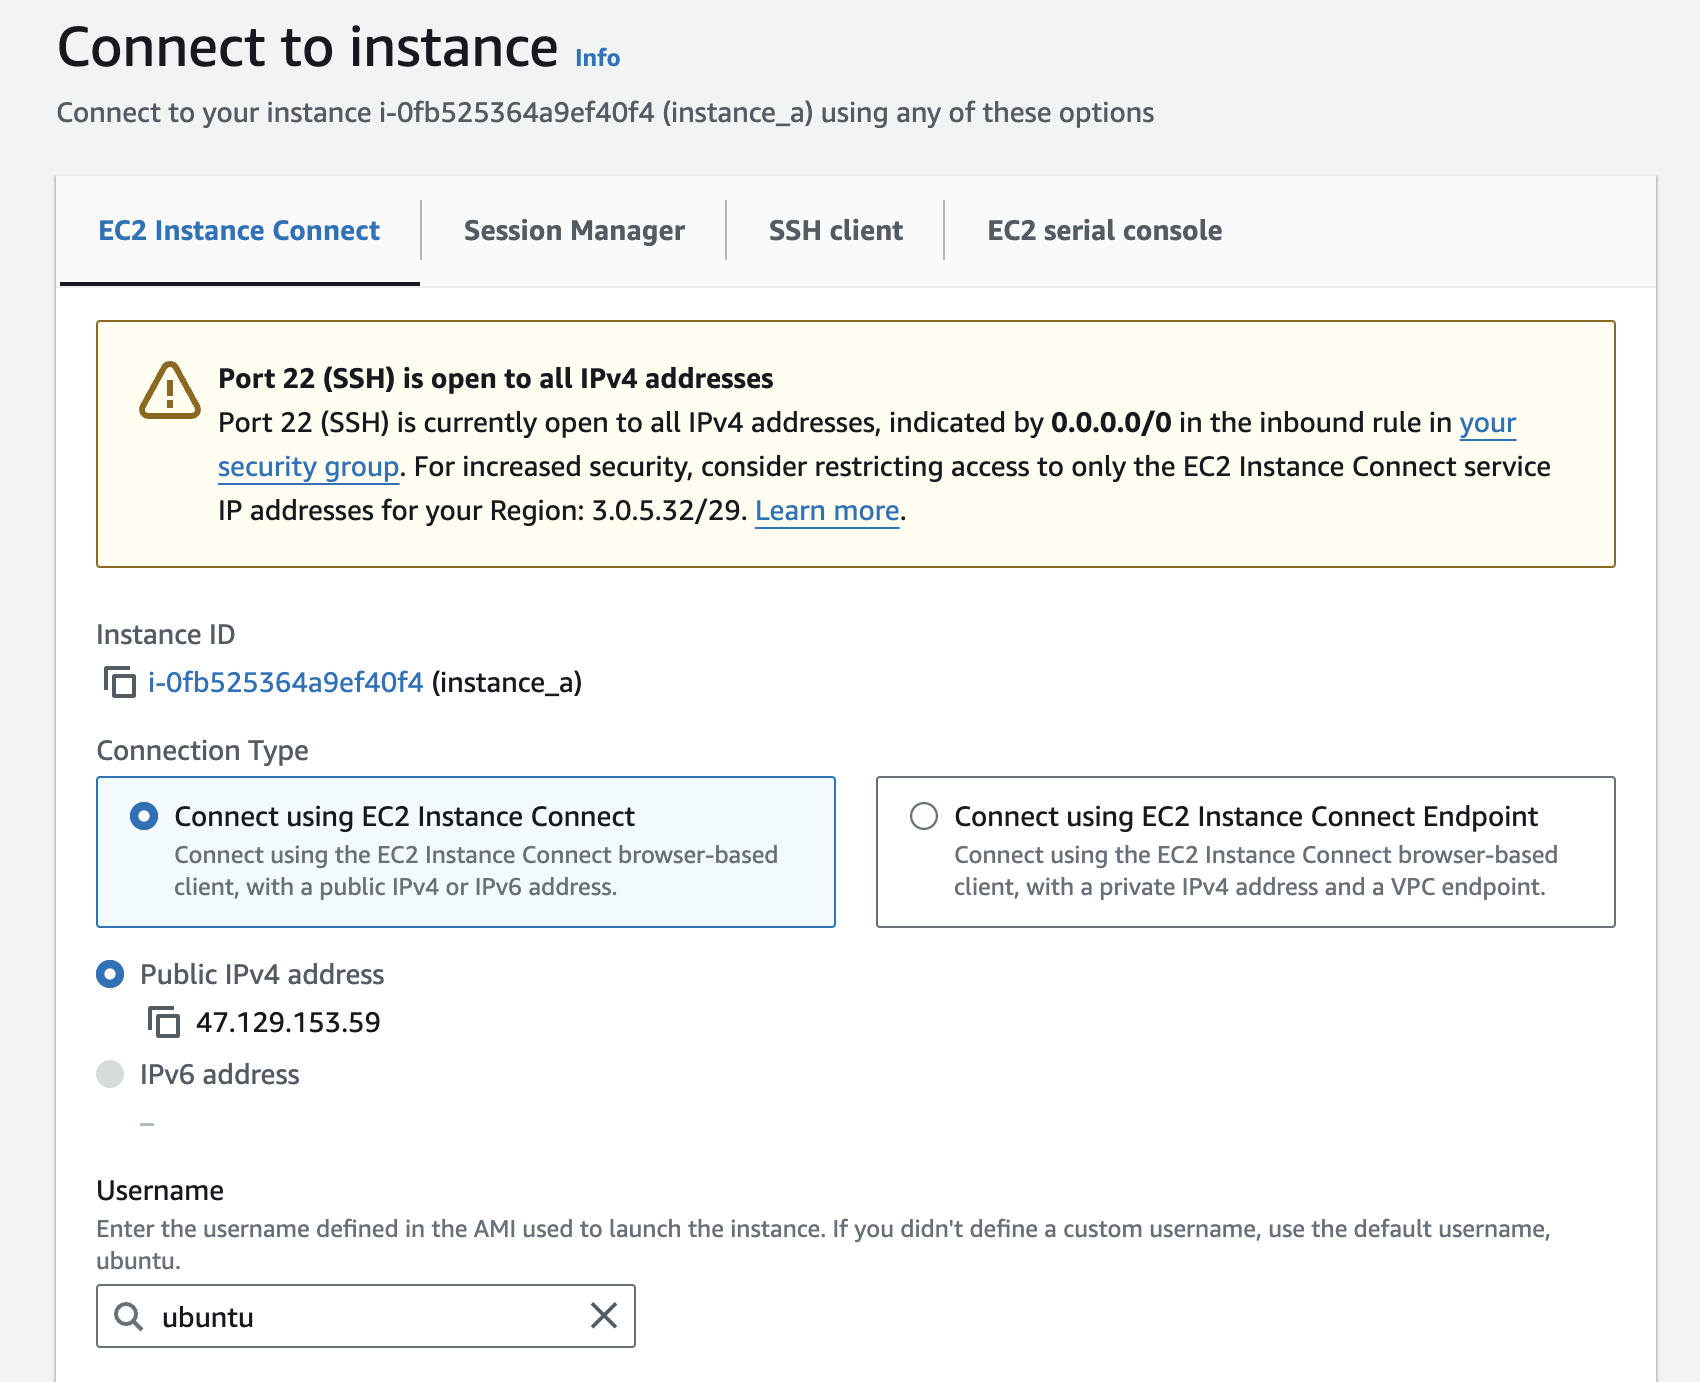 Connect to instance Info
Connect to your instance i-0fb525364a9ef40f4 (instance_a) using any of these options
EC2 Instance Connect
Session Manager
SSH client
EC2 serial console
Port 22 (SSH) is open to all IPv4 addresses
Port 22 (SSH) is currently open to all IPv4 addresses, indicated by 0.0.0.0/0 in the inbound rule in your
security group. For increased security, consider restricting access to only the EC2 Instance Connect service
IP addresses for your Region: 3.0.5.32/29. Learn more.
Instance ID
i-0fb525364a9ef40f4 (instance_a)
Connection Type
Connect using EC2 Instance Connect
Connect using the EC2 Instance Connect browser-based
client, with a public IPv4 or IPv6 address.
Connect using EC2 Instance Connect Endpoint
Connect using the EC2 Instance Connect browser-based
client, with a private IPv4 address and a VPC endpoint.
Public IPv4 address
47.129.153.59
IPv6 address
–
Username
Enter the username defined in the AMI used to launch the instance. If you didn't define a custom username, use the default username,
ubuntu.
ubuntu